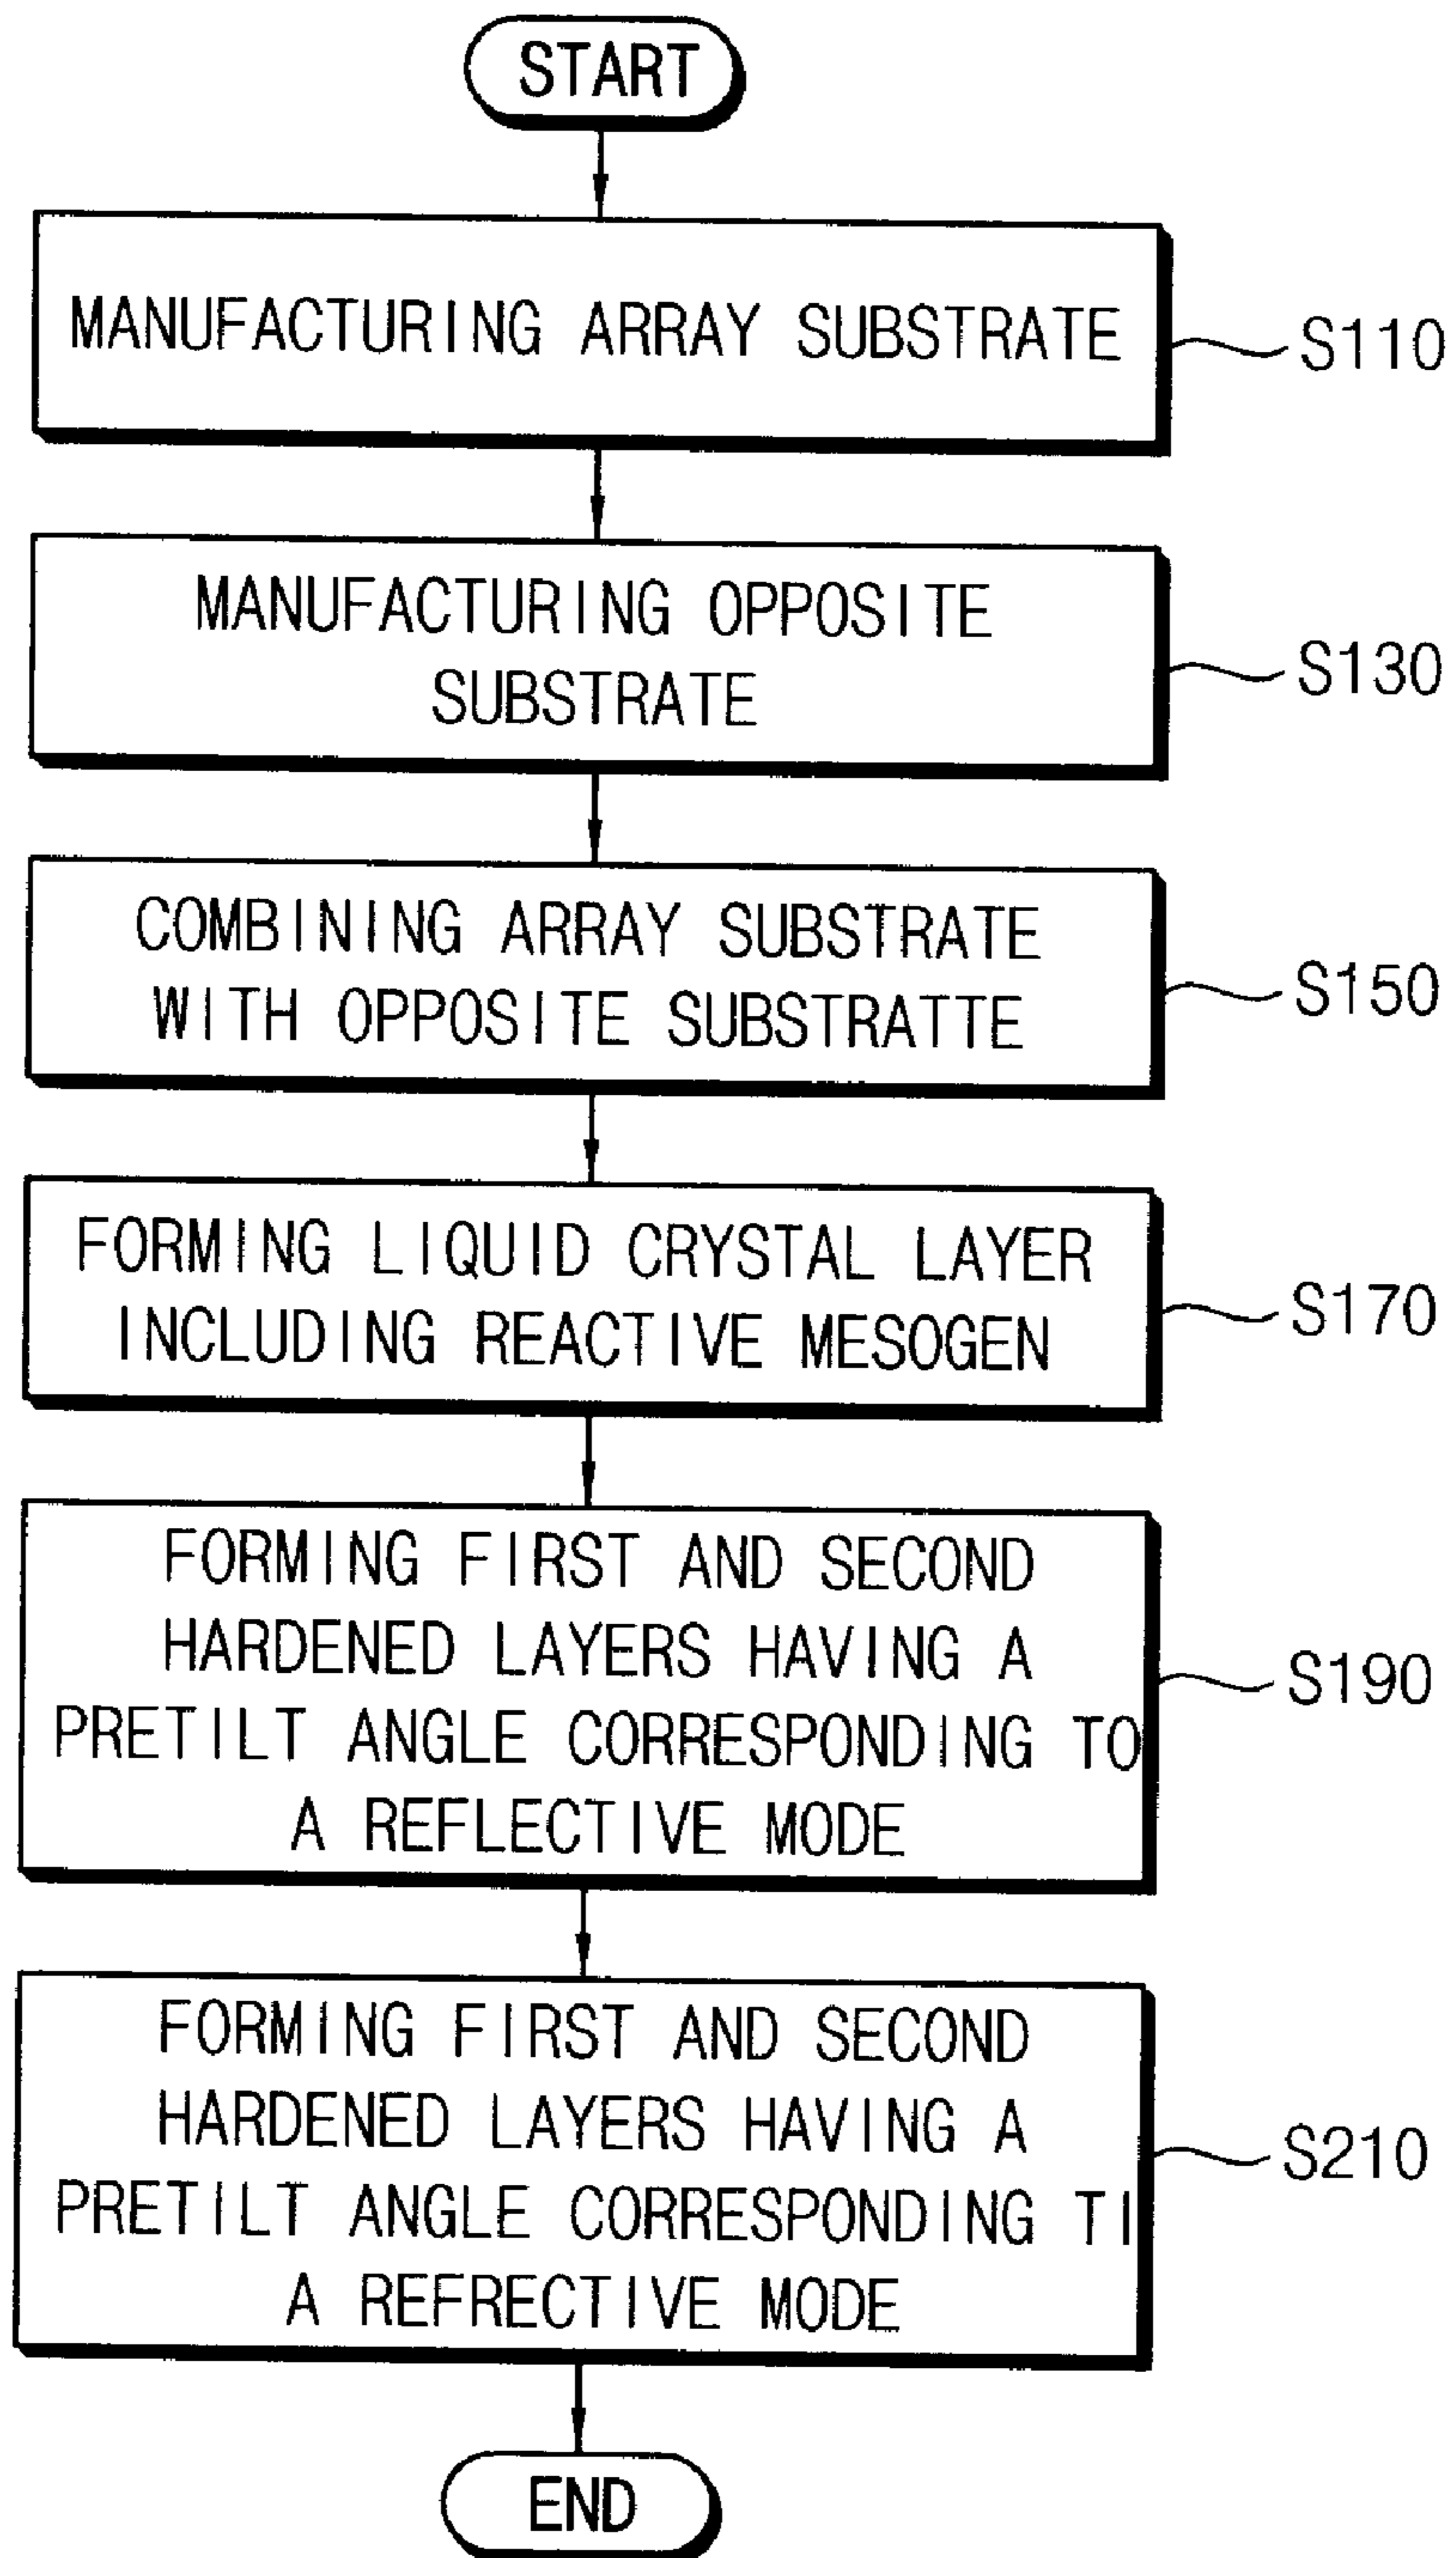 START
MANUFACTURING ARRAY SUBSTRATE
S110
MANUFACTURING OPPOSITE
SUBSTRATE
S130
COMBINING ARRAY SUBSTRATE
WITH OPPOSITE SUBSTRATTE
S150
FORMING LIQUID CRYSTAL LAYER
INCLUDING REACTIVE MESOGEN
S170
FORMING FIRST AND SECOND
HARDENED LAYERS HAVING A
PRETILT ANGLE CORRESPONDING TO
A REFLECTIVE MODE
S190
FORMING FIRST AND SECOND
HARDENED LAYERS HAVING A
PRETILT ANGLE CORRESPONDING TI
A REFRECTIVE MODE
S210
END